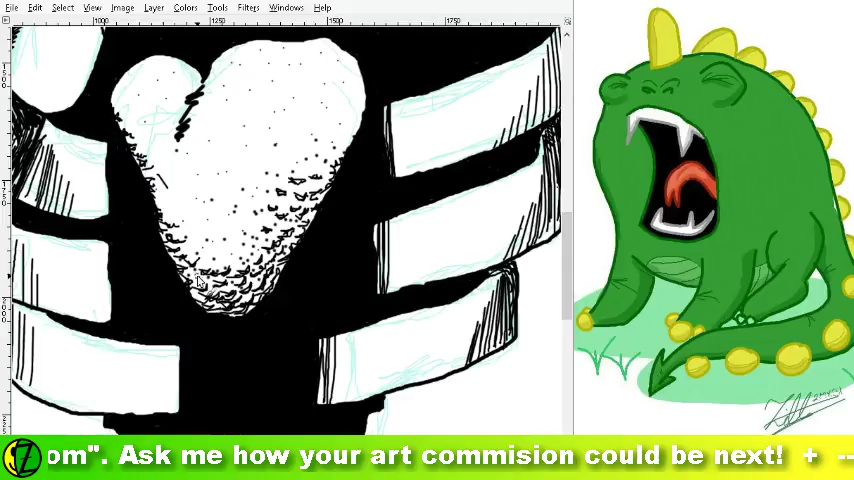 File Edit Select View Image Layer Colors Tools Filters Windows Help
1000 1250 1500 1750
om". Ask me how your art commision could be next! + --